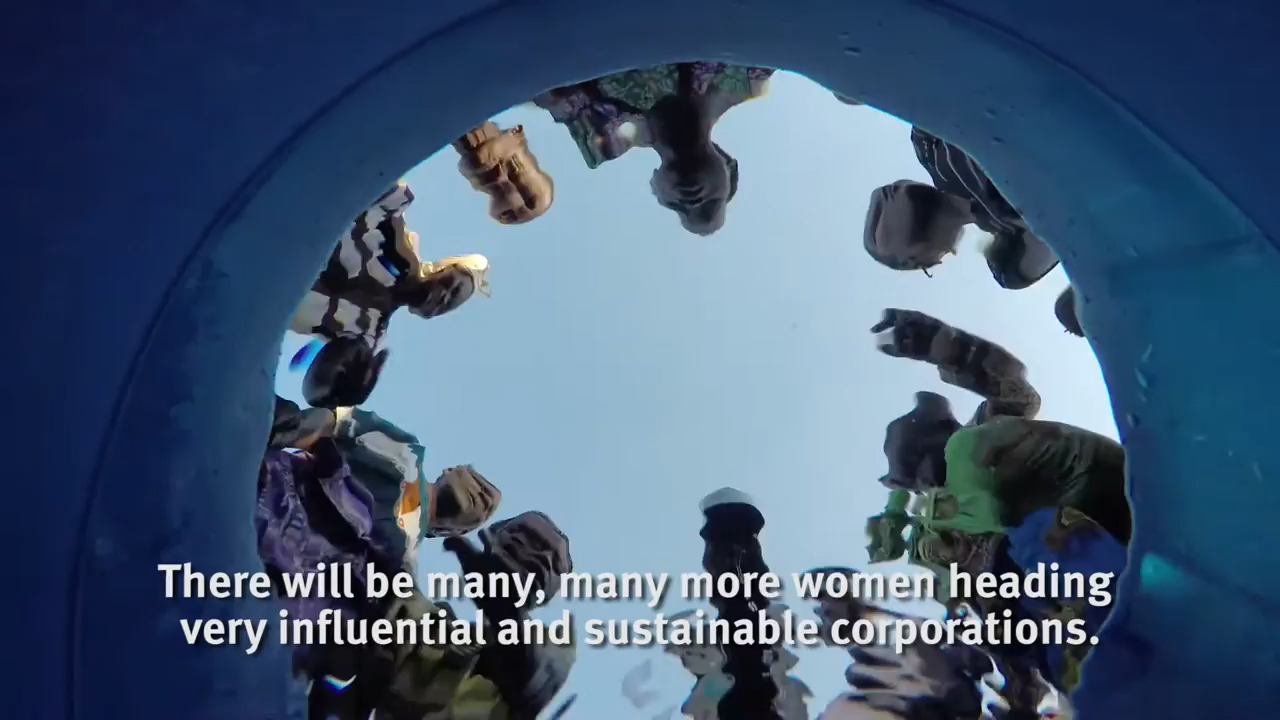 There will be many, many more women heading
very influential and sustainable corporations.